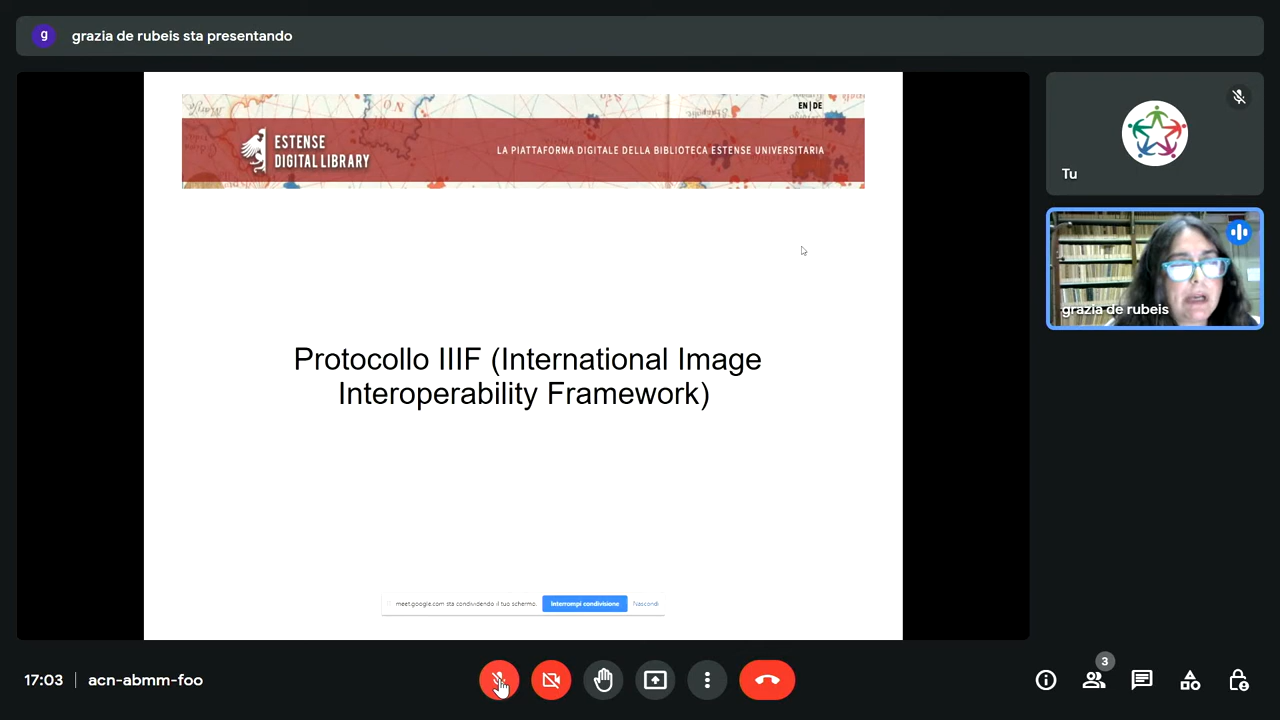 g grazia de rubeis sta presentando
EN|DE
ESTENSE
DIGITAL LIBRARY
LA PIATTAFORMA DIGITALE DELLA BIBLIOTECA ESTENSE UNIVERSITARIA
Tu
grazia de rubeis
Protocollo IIIF (International Image
Interoperability Framework)
meet.google.com sta condividendo il tuo schermo. Interrompi condivisione Nascondi
17:03 | acn-abmm-foo
3